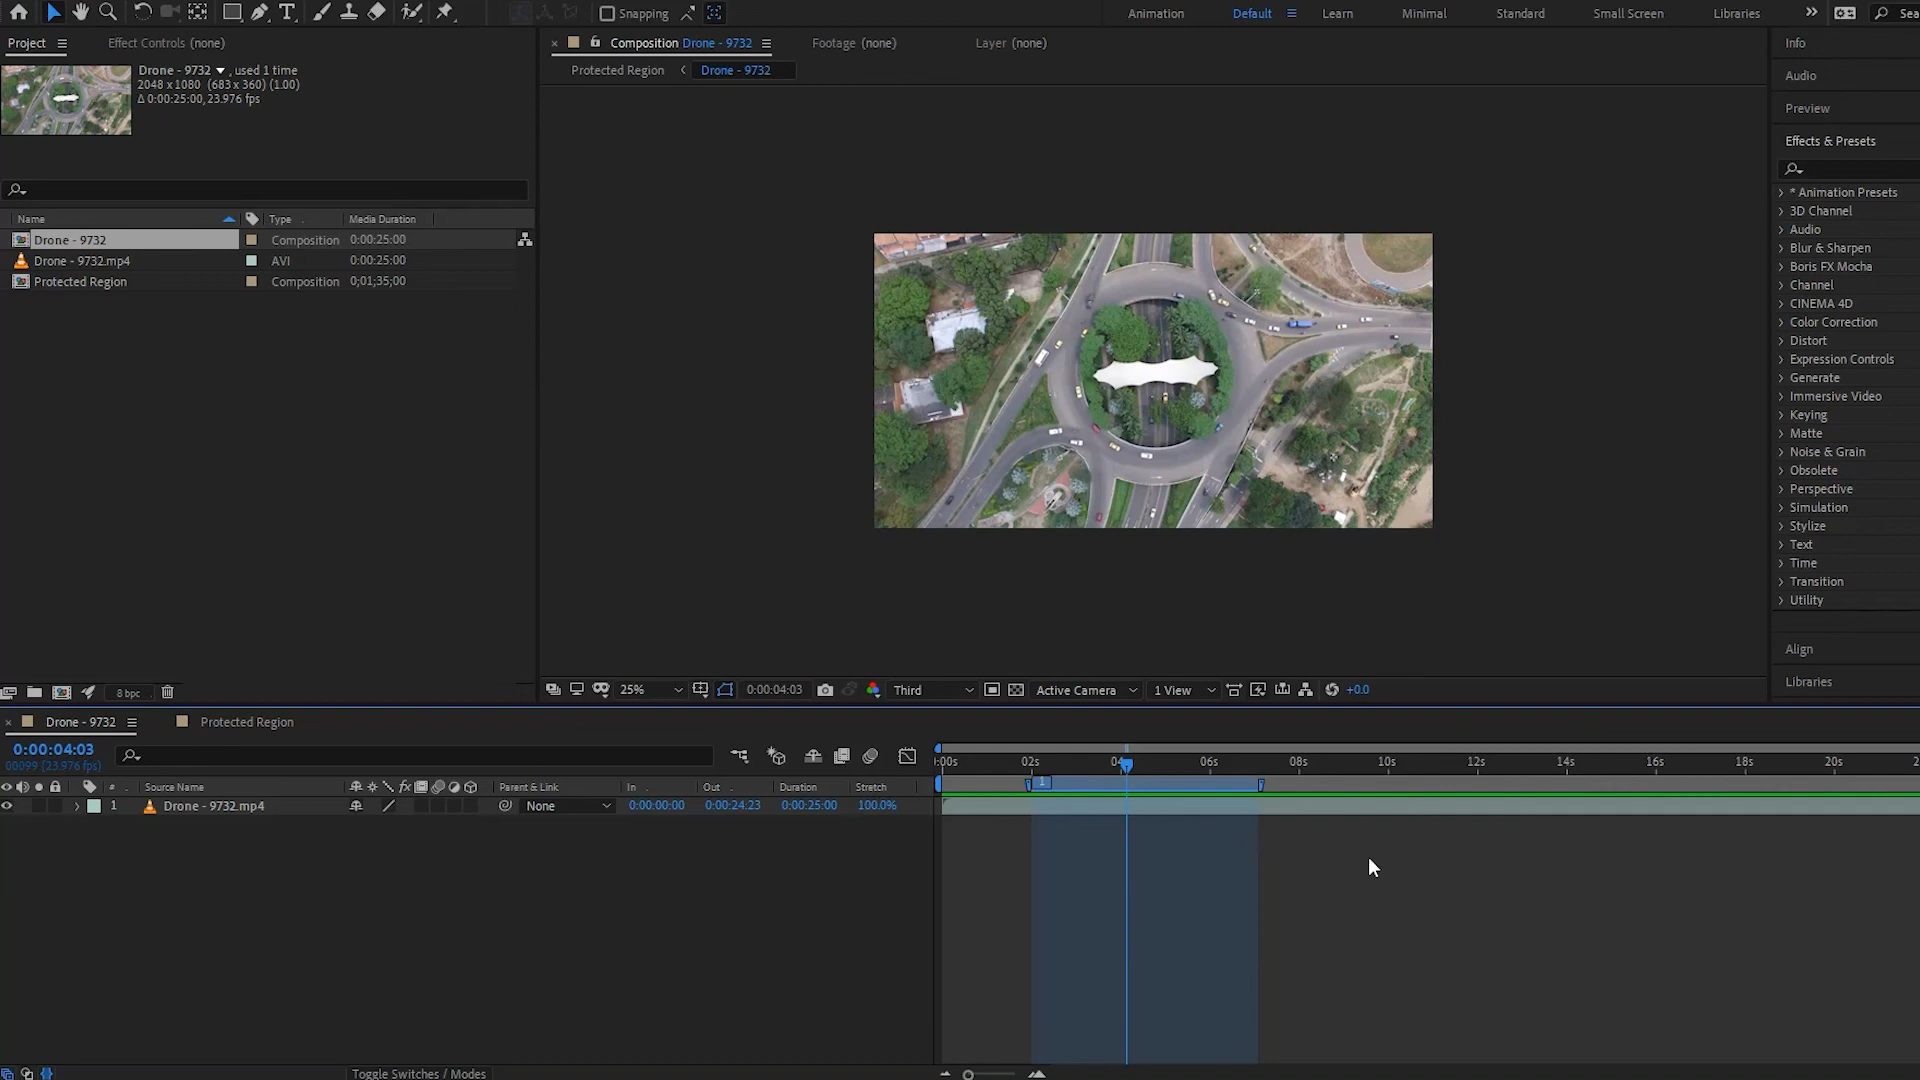 Snapping
Animation
Default
Learn
Minimal
Standard
Small Screen
Libraries
Project
Effect Controls (none)
Composition Drone - 9732
Footage (none)
Layer (none)
Info
Protected Region
Drone - 9732
Drone - 9732 , used 1 time
2048 x 1080 (683 x 360) (1.00)
Δ 0:00:25:00, 23.976 fps
Audio
Preview
Effects & Presets
Name
Type
Media Duration
Drone - 9732
Composition
0:00:25:00
Drone - 9732.mp4
AVI
0:00:25:00
Protected Region
Composition
0;01;35;00
* Animation Presets
3D Channel
Audio
Blur & Sharpen
Boris FX Mocha
Channel
CINEMA 4D
Color Correction
Distort
Expression Controls
Generate
Immersive Video
Keying
Matte
Noise & Grain
Obsolete
Perspective
Simulation
Stylize
Text
Time
Transition
Utility
Align
Libraries
8 bpc
25%
0:00:04:03
Third
Active Camera
1 View
+0.0
Drone - 9732
Protected Region
0:00:04:03
00099 (23.976 fps)
:00s
02s
04
06s
08s
10s
12s
14s
16s
18s
20s
1
#
Source Name
fx
Parent & Link
In
Out
Duration
Stretch
1
Drone - 9732.mp4
None
0:00:00:00
0:00:24:23
0:00:25:00
100.0%
Toggle Switches / Modes